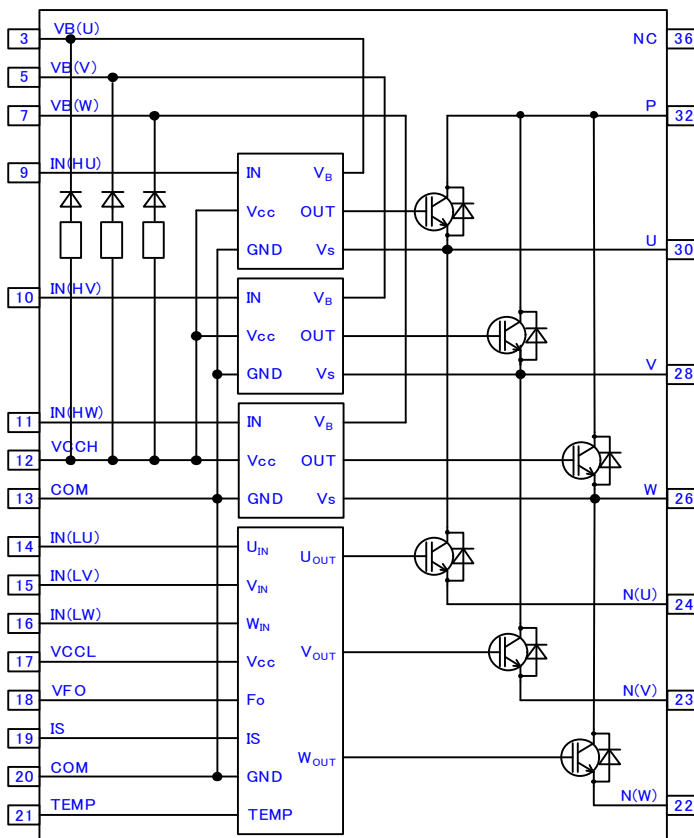 3 VB(U)
5 VB(V)
7 VB(W)
9 IN(HU)
10 IN(HV)
11 IN(HW)
12 VCCH
13 COM
14 IN(LU)
15 IN(LV)
16 IN(LW)
17 VCCL
18 VFO
19 IS
20 COM
21 TEMP
IN VB
Vcc OUT
GND Vs
IN VB
Vcc OUT
GND Vs
IN VB
Vcc OUT
GND Vs
UIN UOUT
VIN
WIN
Vcc VOUT
Fo
IS WOUT
GND
TEMP
NC 36
P 32
U 30
V 28
W 26
N(U) 24
N(V) 23
N(W) 22